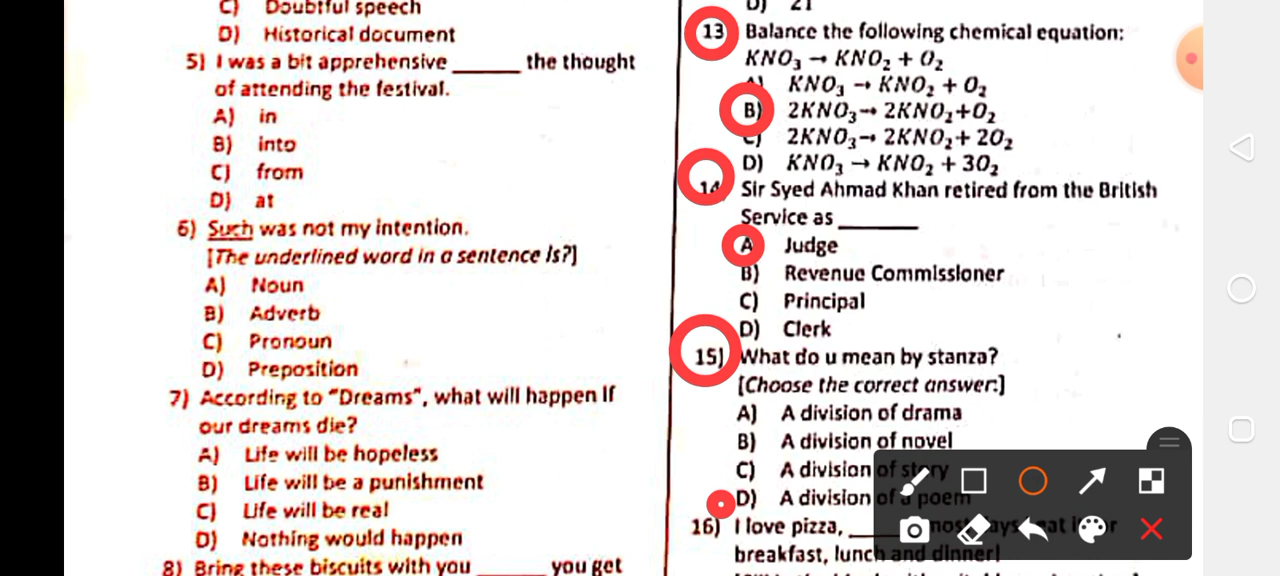 C) Doubtful speech
D) Historical document
5) I was a bit apprehensive ______ the thought
of attending the festival.
A) in
B) into
C) from
D) at
6) Such was not my intention.
[The underlined word in a sentence is?]
A) Noun
B) Adverb
C) Pronoun
D) Preposition
7) According to "Dreams", what will happen If
our dreams die?
A) Life will be hopeless
B) Life will be a punishment
C) Life will be real
D) Nothing would happen
8) Bring these biscuits with you ______ you get
D) 21
13 Balance the following chemical equation:
KNO₃ → KNO₂ + O₂
A) KNO₃ → KNO₂ + O₂
B) 2KNO₃→ 2KNO₂+O₂
C) 2KNO₃→ 2KNO₂+ 2O₂
D) KNO₃ → KNO₂ + 3O₂
14 Sir Syed Ahmad Khan retired from the British
Service as ______
A Judge
B) Revenue Commissioner
C) Principal
D) Clerk
15) What do u mean by stanza?
[Choose the correct answer:]
A) A division of drama
B) A division of novel
C) A division of story
D) A division of a poem
16) I love pizza, ______
breakfast, lunch and dinner!